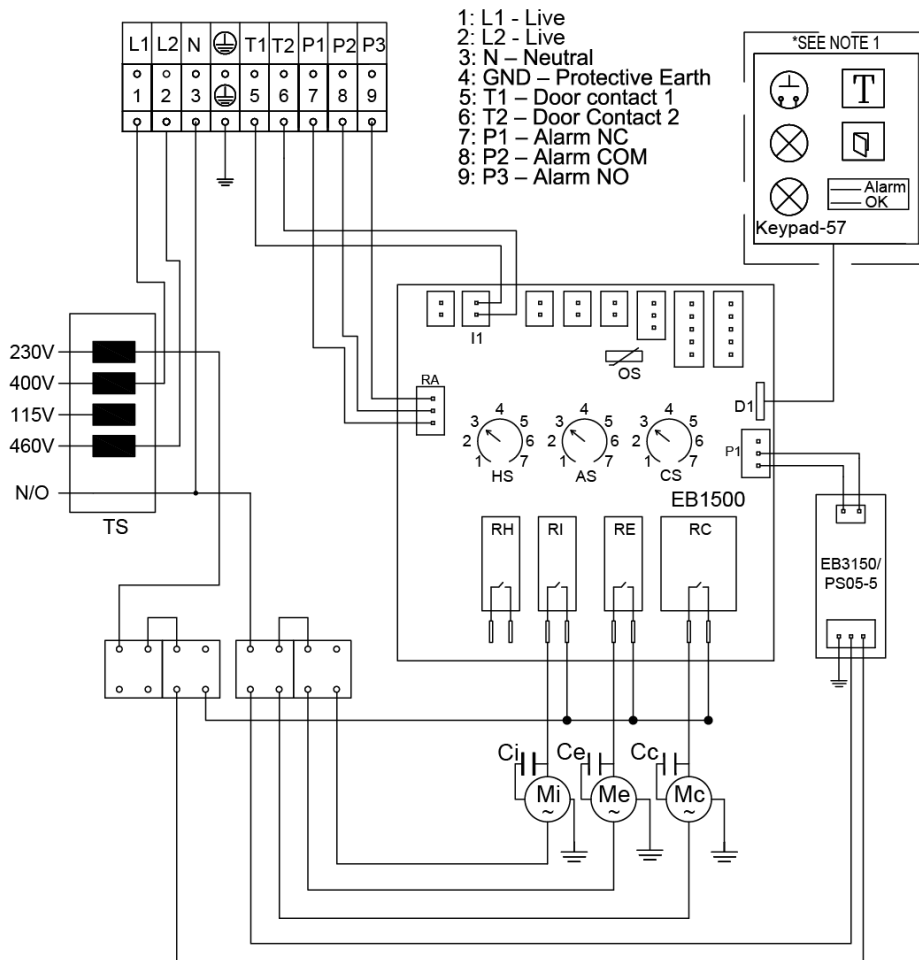 L1 L2 N T1 T2 P1 P2 P3
1 2 3 5 6 7 8 9
1: L1 - Live
2: L2 - Live
3: N – Neutral
4: GND – Protective Earth
5: T1 – Door contact 1
6: T2 – Door Contact 2
7: P1 – Alarm NC
8: P2 – Alarm COM
9: P3 – Alarm NO
*SEE NOTE 1
T
Alarm
OK
Keypad-57
230V
400V
115V
460V
N/O
TS
I1
OS
RA
D1
P1
1 2 3 4 5 6 7
HS
1 2 3 4 5 6 7
AS
1 2 3 4 5 6 7
CS
EB1500
RH
RI
RE
RC
EB3150/
PS05-5
Ci
Ce
Cc
Mi
~
Me
~
Mc
~